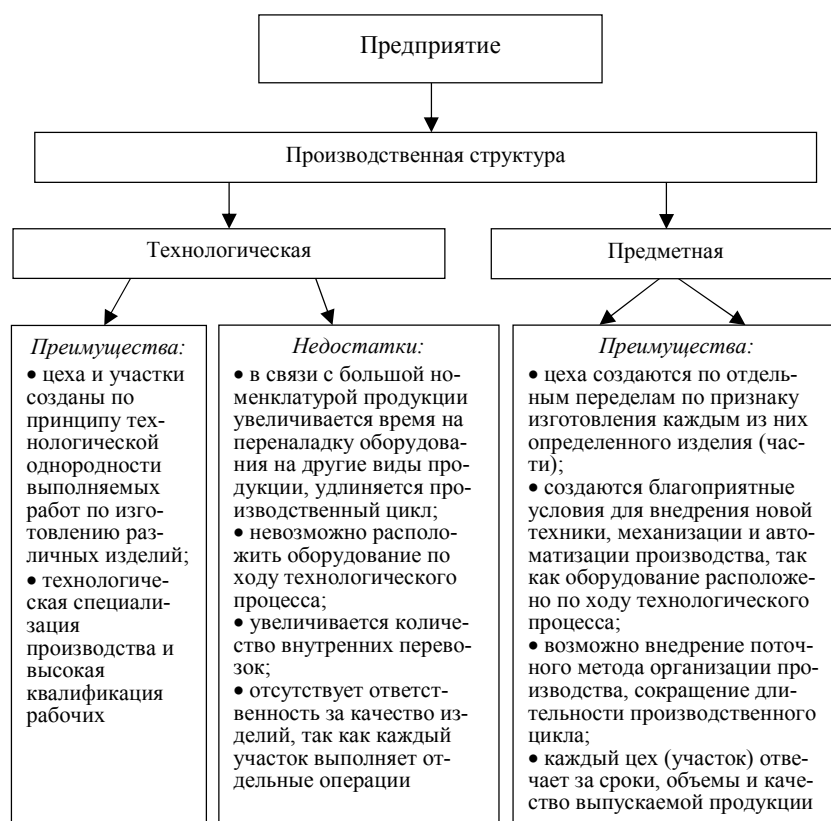 Предприятие
Производственная структура
Технологическая
Предметная
Преимущества:
• цеха и участки
созданы по
принципу тех-
нологической
однородности
выполняемых
работ по изго-
товлению раз-
личных изделий;
• технологиче-
ская специали-
зация
производства и
высокая
квалификация
рабочих
Недостатки:
• в связи с большой но-
менклатурой продукции
увеличивается время на
переналадку оборудова-
ния на другие виды про-
дукции, удлиняется про-
изводственный цикл;
• невозможно располо-
жить оборудование по
ходу технологического
процесса;
• увеличивается количе-
ство внутренних перево-
зок;
• отсутствует ответст-
венность за качество из-
делий, так как каждый
участок выполняет от-
дельные операции
Преимущества:
• цеха создаются по отдель-
ным переделам по признаку
изготовления каждым из них
определенного изделия (час-
ти);
• создаются благоприятные
условия для внедрения новой
техники, механизации и авто-
матизации производства, так
как оборудование расположе-
но по ходу технологического
процесса;
• возможно внедрение поточ-
ного метода организации про-
изводства, сокращение дли-
тельности производственного
цикла;
• каждый цех (участок) отве-
чает за сроки, объемы и каче-
ство выпускаемой продукции